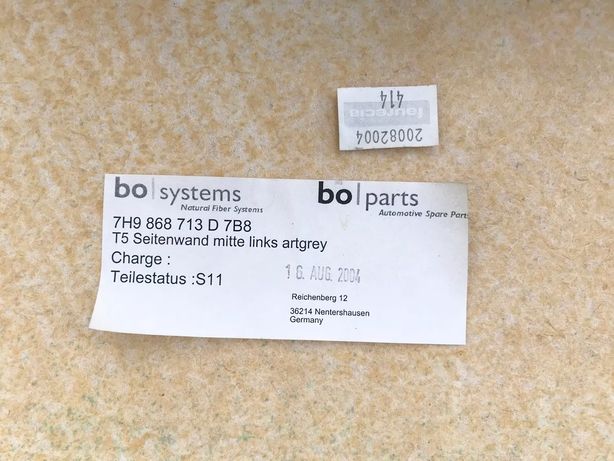 faurecia
20082004
414
bo|systems
Natural Fiber Systems
bo|parts
Automotive Spare Part
7H9 868 713 D 7B8
T5 Seitenwand mitte links artgrey
Charge :
16. AUG. 2004
Teilestatus :S11
Reichenberg 12
36214 Nentershausen
Germany